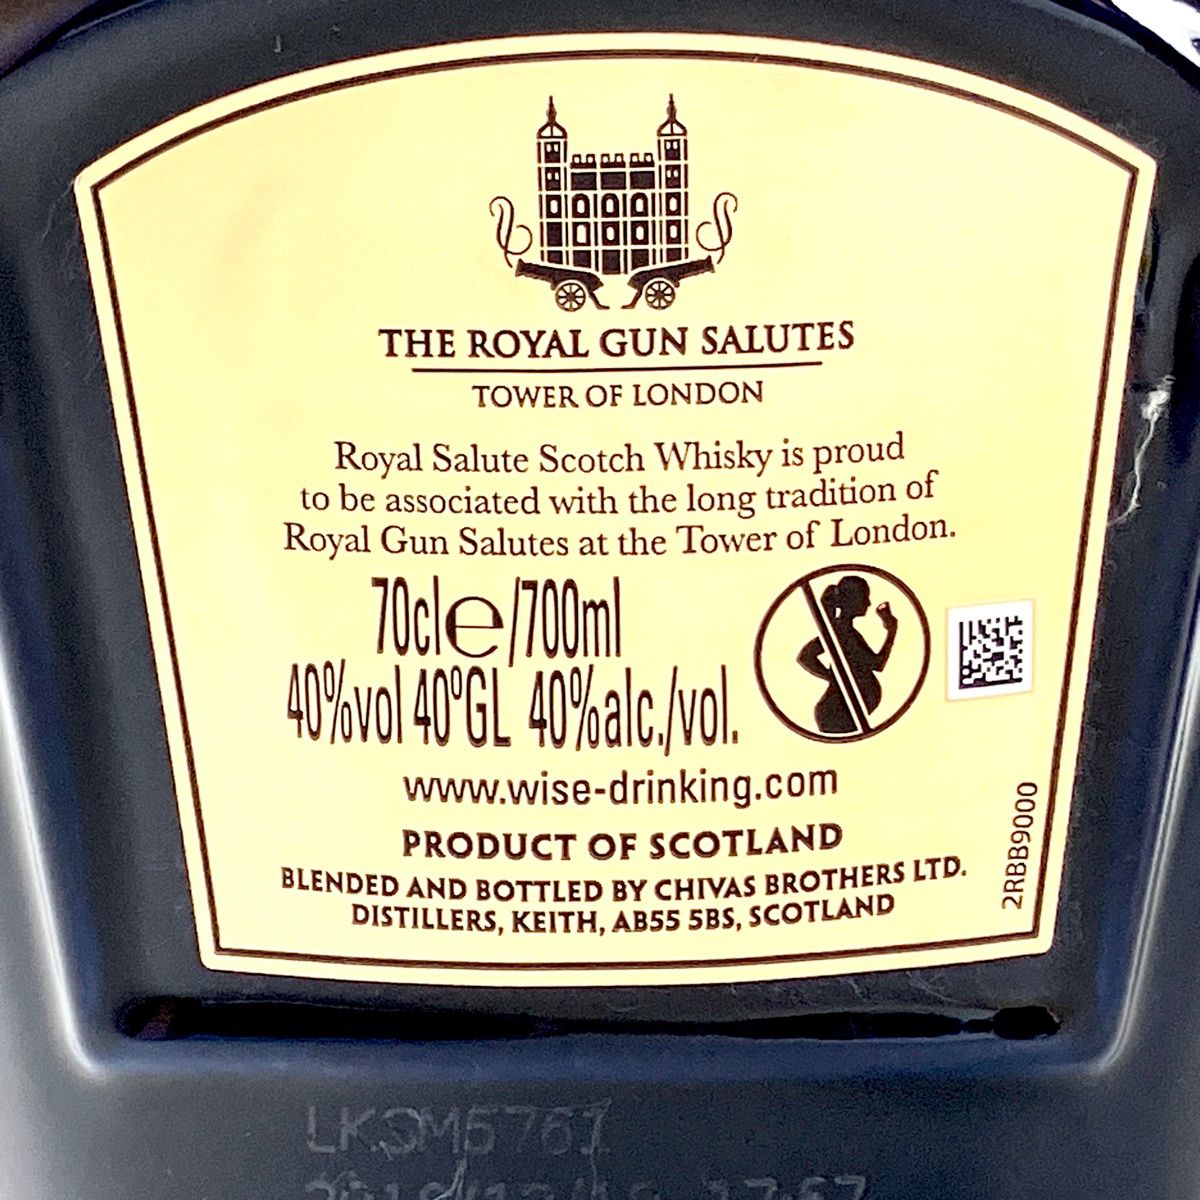 THE ROYAL GUN SALUTES
TOWER OF LONDON
Royal Salute Scotch Whisky is proud
to be associated with the long tradition of
Royal Gun Salutes at the Tower of London.
70cl e/700ml
40%vol 40ºGL 40%alc./vol.
www.wise-drinking.com
PRODUCT OF SCOTLAND
BLENDED AND BOTTLED BY CHIVAS BROTHERS LTD.
DISTILLERS, KEITH, AB55 5BS, SCOTLAND
2RBB9000
LKSM5761